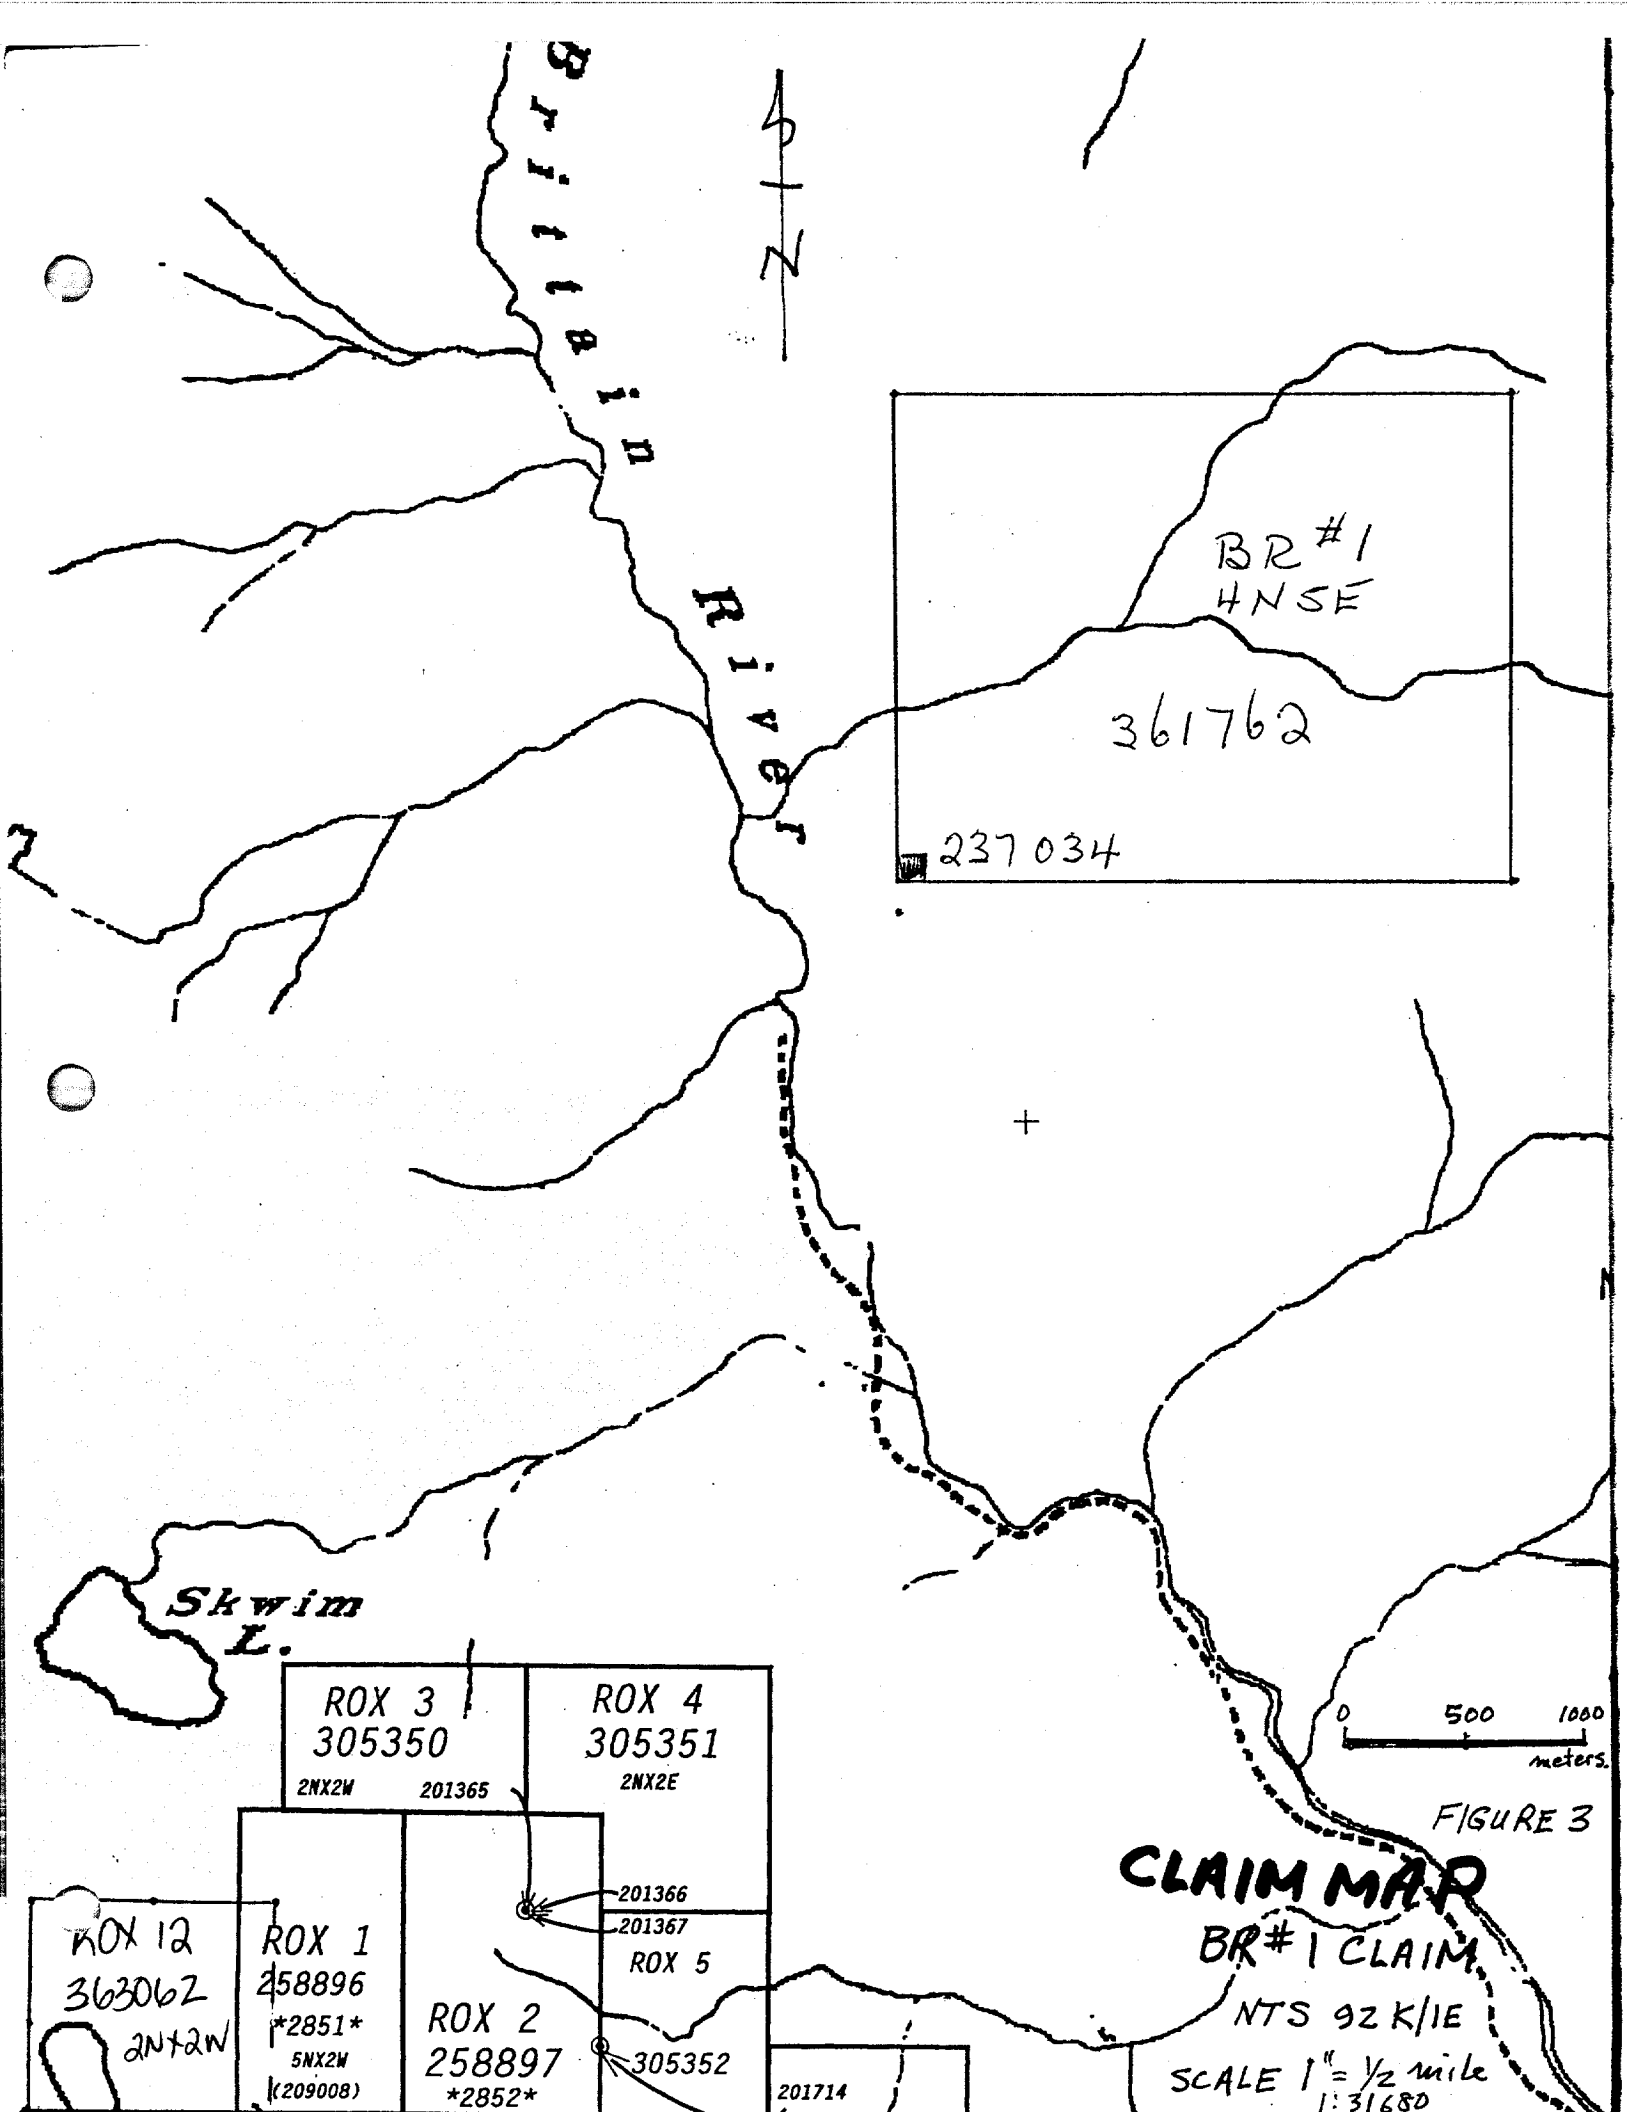 Brittain River
N
BR #1
4N5E
361762
237034
Skwim
L.
ROX 3
305350
2NX2W 201365
ROX 4
305351
2NX2E
201366
201367
ROX 5
ROX 12
363062
2NX2W
ROX 1
258896
*2851*
5NX2W
(209008)
ROX 2
258897
*2852*
305352
201714
0 500 1000
meters.
FIGURE 3
CLAIM MAP
BR#1 CLAIM
NTS 92 K/1E
SCALE 1"= 1/2 mile
1:31680